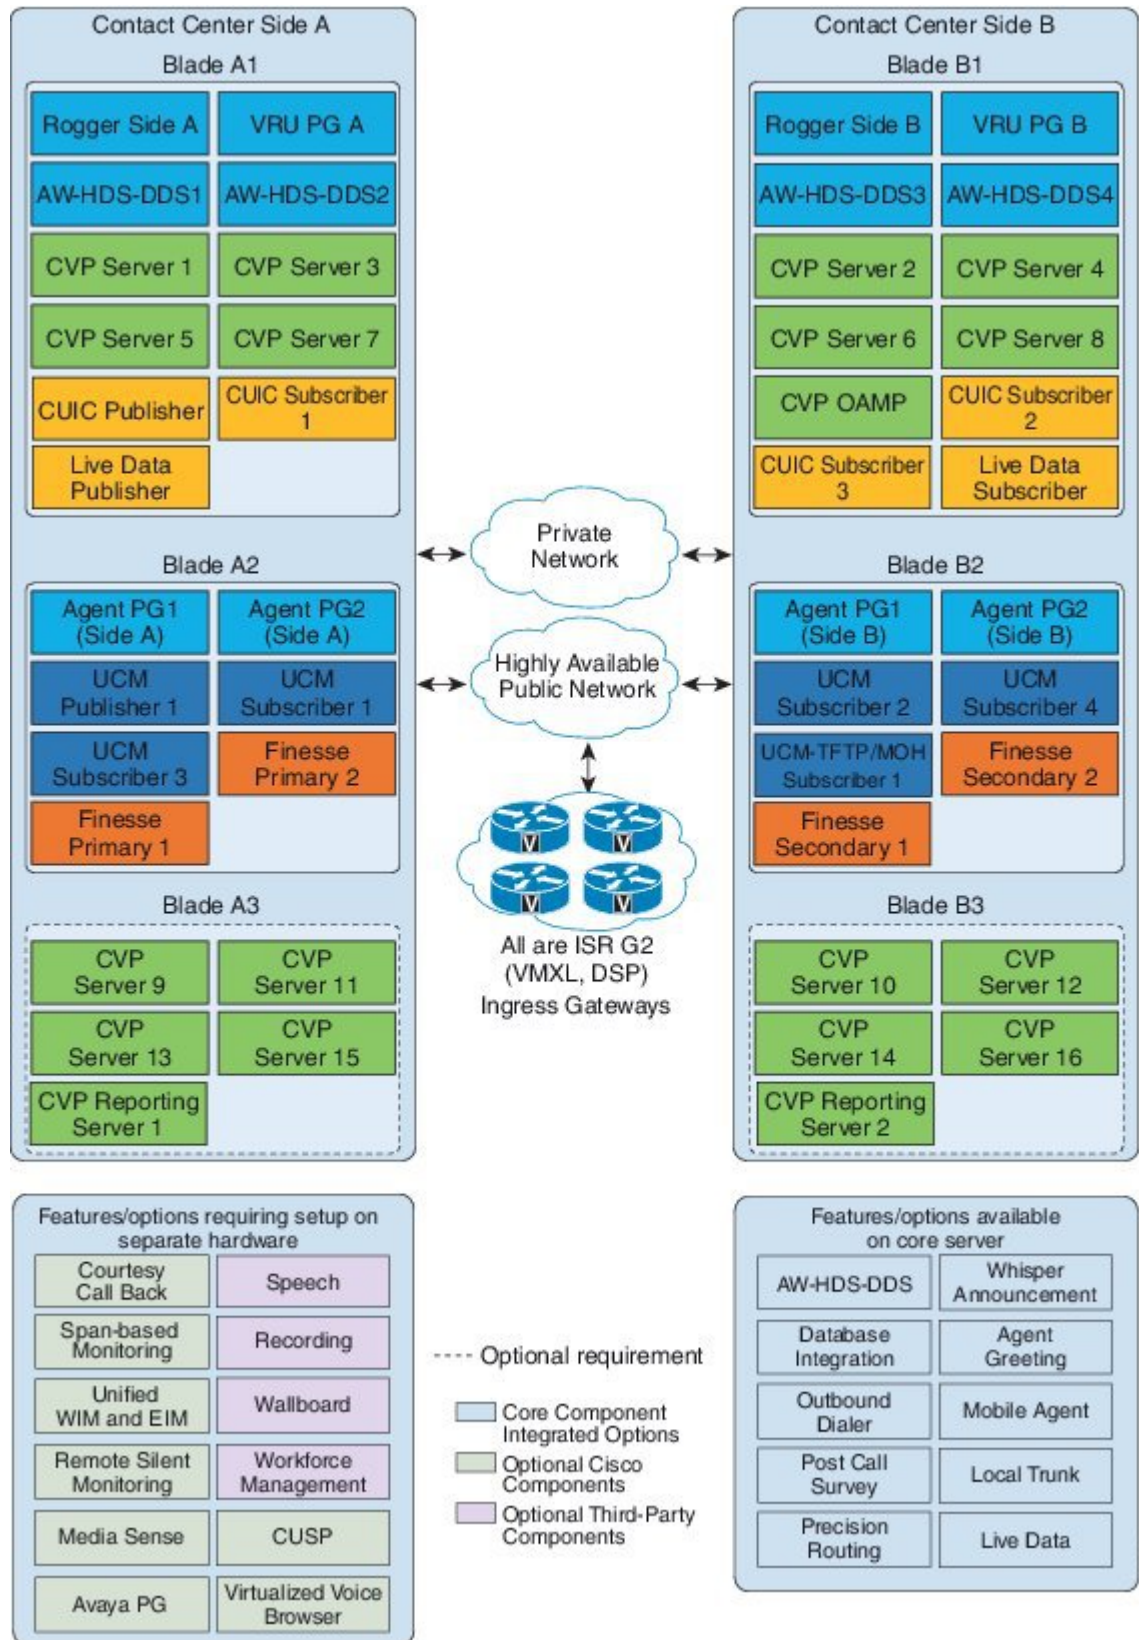 Contact Center Side A
Blade A1
Rogger Side A
VRU PG A
AW-HDS-DDS1
AW-HDS-DDS2
CVP Server 1
CVP Server 3
CVP Server 5
CVP Server 7
CUIC Publisher
CUIC Subscriber
1
Live Data
Publisher
Blade A2
Agent PG1
(Side A)
Agent PG2
(Side A)
UCM
Publisher 1
UCM
Subscriber 1
UCM
Subscriber 3
Finesse
Primary 2
Finesse
Primary 1
Blade A3
CVP
Server 9
CVP
Server 11
CVP
Server 13
CVP
Server 15
CVP Reporting
Server 1
Private
Network
Highly Available
Public Network
V
V
V
V
All are ISR G2
(VMXL, DSP)
Ingress Gateways
Contact Center Side B
Blade B1
Rogger Side B
VRU PG B
AW-HDS-DDS3
AW-HDS-DDS4
CVP Server 2
CVP Server 4
CVP Server 6
CVP Server 8
CVP OAMP
CUIC Subscriber
2
CUIC Subscriber
3
Live Data
Subscriber
Blade B2
Agent PG1
(Side B)
Agent PG2
(Side B)
UCM
Subscriber 2
UCM
Subscriber 4
UCM-TFTP/MOH
Subscriber 1
Finesse
Secondary 2
Finesse
Secondary 1
Blade B3
CVP
Server 10
CVP
Server 12
CVP
Server 14
CVP
Server 16
CVP Reporting
Server 2
Features/options requiring setup on
separate hardware
Courtesy
Call Back
Speech
Span-based
Monitoring
Recording
Unified
WIM and EIM
Wallboard
Remote Silent
Monitoring
Workforce
Management
Media Sense
CUSP
Avaya PG
Virtualized Voice
Browser
Optional requirement
Core Component
Integrated Options
Optional Cisco
Components
Optional Third-Party
Components
Features/options available
on core server
AW-HDS-DDS
Whisper
Announcement
Database
Integration
Agent
Greeting
Outbound
Dialer
Mobile Agent
Post Call
Survey
Local Trunk
Precision
Routing
Live Data